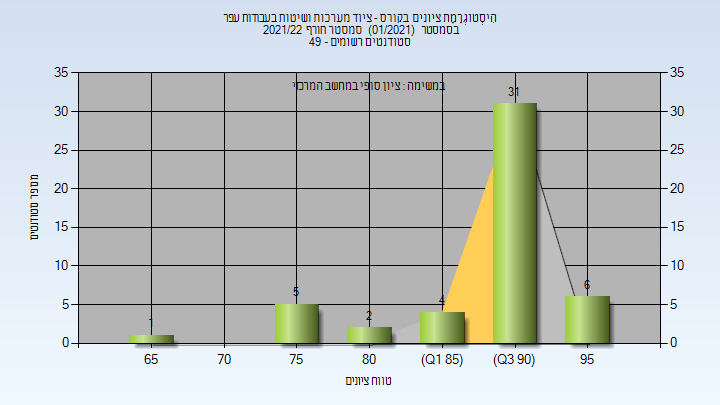 הִיסְטוֹגְרָמַת ציונים בקורס - ציוד מערכות ושיטות בעבודות עפר
בסמסטר (01/2021) סמסטר חורף 2021/22
סטודנטים רשומים - 49
במשימה : ציון סופי במחשב המרכזי
מספר סטודנטים
35 35
30 30
25 25
20 20
15 15
10 10
5 5
0 0
1 5 2 4 31 6
65 70 75 80 (Q1 85) (Q3 90) 95
טווח ציונים